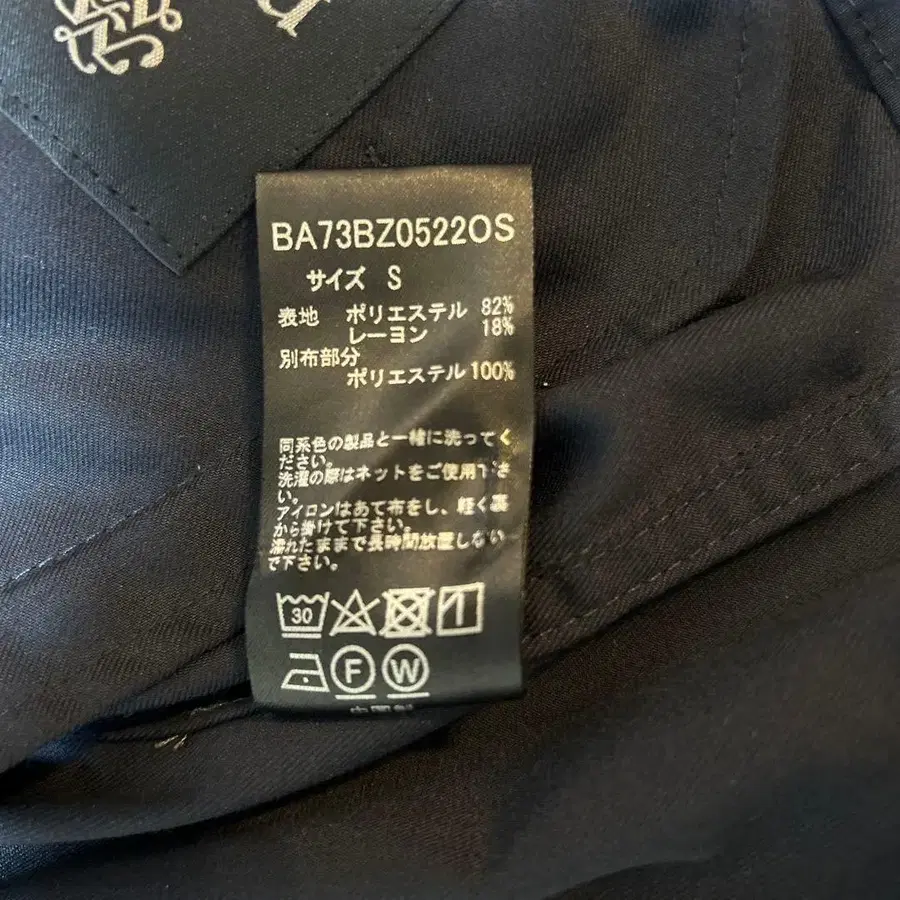 BA73BZ0522OS
サイズ S
表地 ポリエステル 82%
レーヨン 18%
別布部分
ポリエステル 100%
同系色の製品と一緒に洗ってく
ださい。
洗濯の際はネットをご使用下さ
い。
アイロンはあて布をし、軽く裏
から掛けて下さい。
濡れたままで長時間放置しない
で下さい。
30
F W
中国製